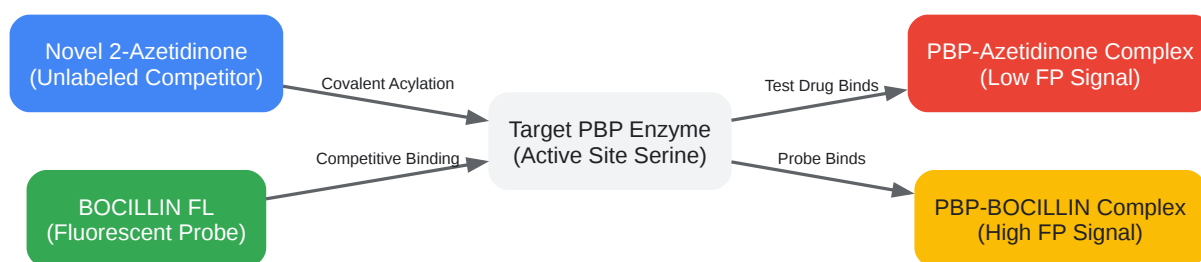 Novel 2-Azetidinone
(Unlabeled Competitor)
Covalent Acylation
BOCILLIN FL
(Fluorescent Probe)
Competitive Binding
Target PBP Enzyme
(Active Site Serine)
Test Drug Binds
PBP-Azetidinone Complex
(Low FP Signal)
Probe Binds
PBP-BOCILLIN Complex
(High FP Signal)